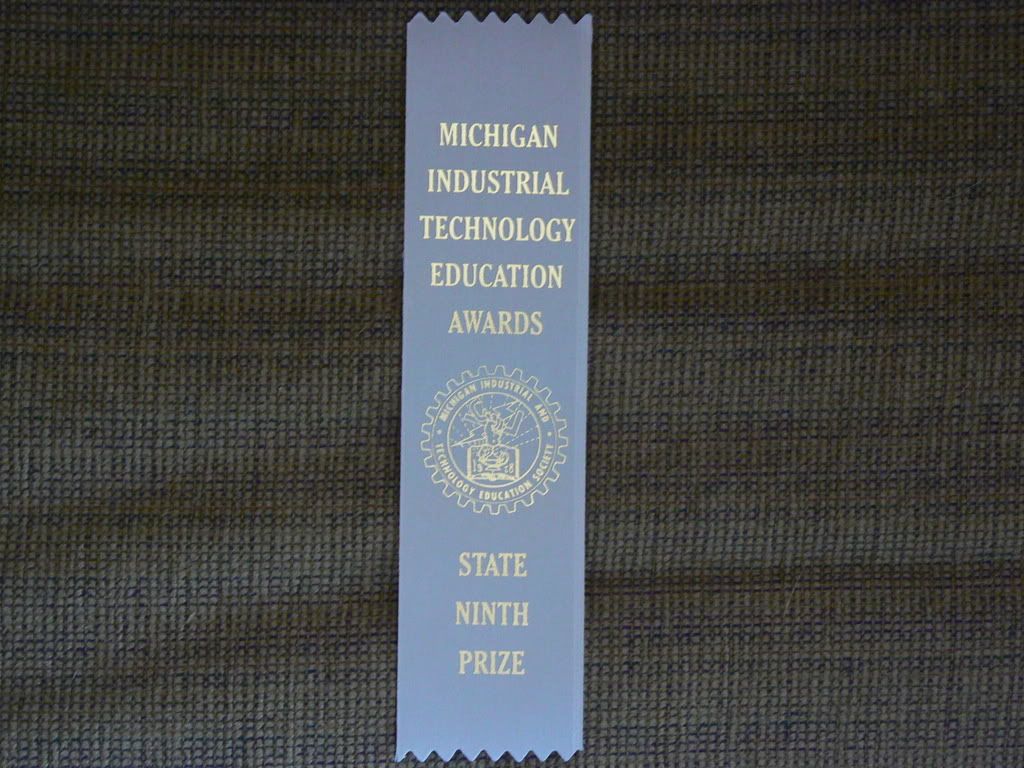 MICHIGAN
INDUSTRIAL
TECHNOLOGY
EDUCATION
AWARDS
MICHIGAN INDUSTRIAL AND
TECHNOLOGY EDUCATION SOCIETY
STATE
NINTH
PRIZE